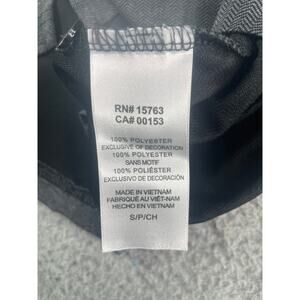 RN# 15763
CA# 00153
100% POLYESTER
EXCLUSIVE OF DECORATION
100% POLYESTER
SANS MOTIF
100% POLIÉSTER
EXCLUSIVO DE DECORACIÓN
MADE IN VIETNAM
FABRIQUÉ AU VIÊT-NAM
HECHO EN VIETNAM
S/P/CH